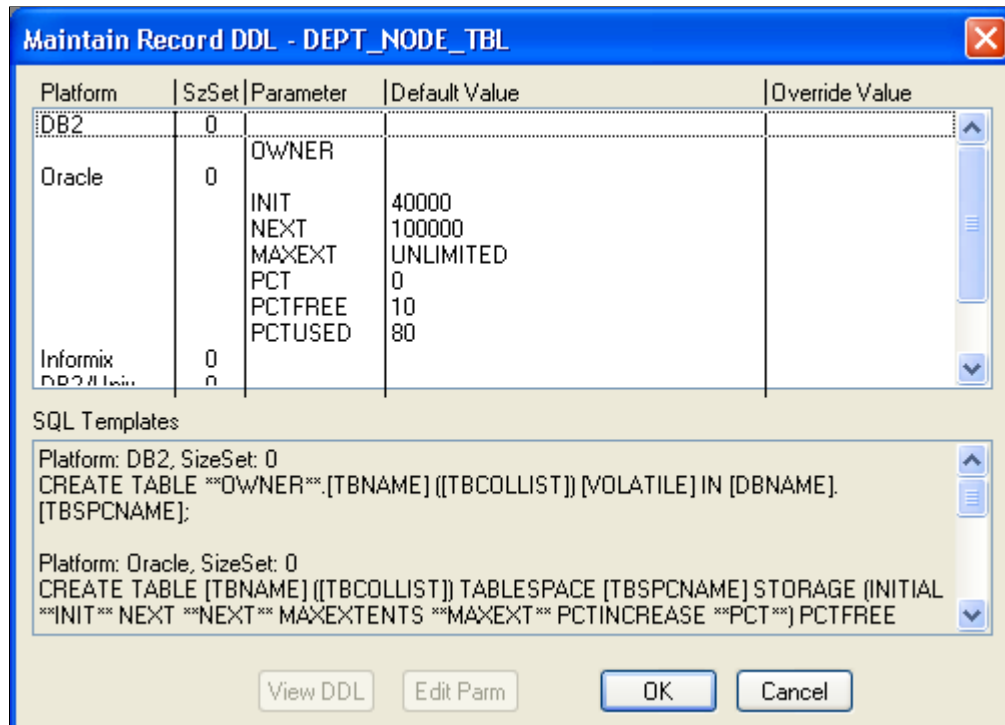 Maintain Record DDL - DEPT_NODE_TBL
Platform SzSet Parameter Default Value Override Value
DB2 0
OWNER
Oracle 0
INIT 40000
NEXT 100000
MAXEXT UNLIMITED
PCT 0
PCTFREE 10
PCTUSED 80
Informix 0
DB2/Univ 0
SQL Templates
Platform: DB2, SizeSet: 0
CREATE TABLE **OWNER**.[TBNAME] ([TBCOLLIST]) [VOLATILE] IN [DBNAME].
[TBSPCNAME];
Platform: Oracle, SizeSet: 0
CREATE TABLE [TBNAME] ([TBCOLLIST]) TABLESPACE [TBSPCNAME] STORAGE (INITIAL
**INIT** NEXT **NEXT** MAXEXTENTS **MAXEXT** PCTINCREASE **PCT**) PCTFREE
View DDL Edit Parm OK Cancel